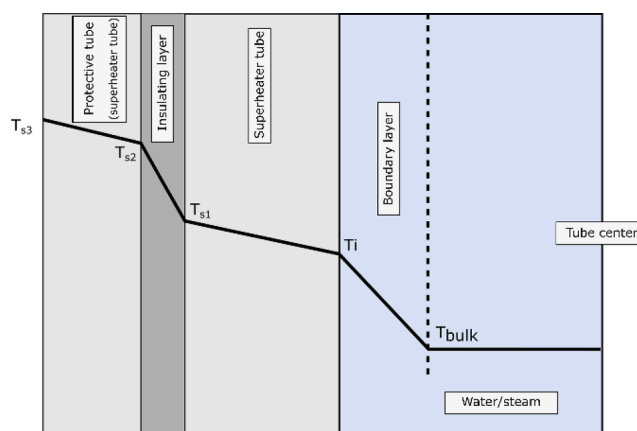 Protective tube
(superheater tube)
Insulating layer
Superheater tube
Boundary layer
Ts3
Ts2
Ts1
Ti
Tbulk
Tube center
Water/steam